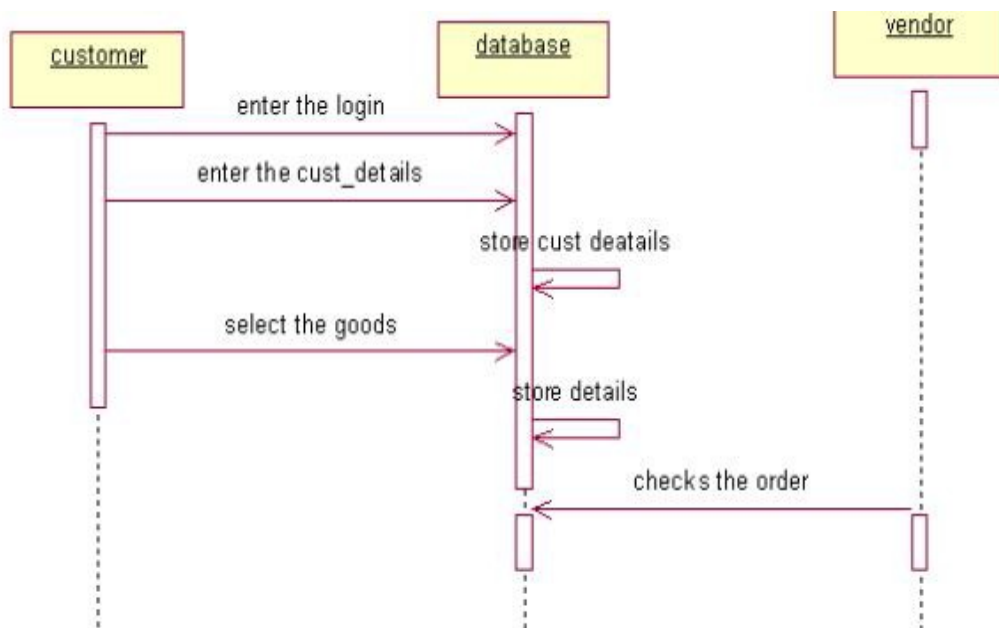 customer
database
vendor
enter the login
enter the cust_details
store cust deatails
select the goods
store details
checks the order